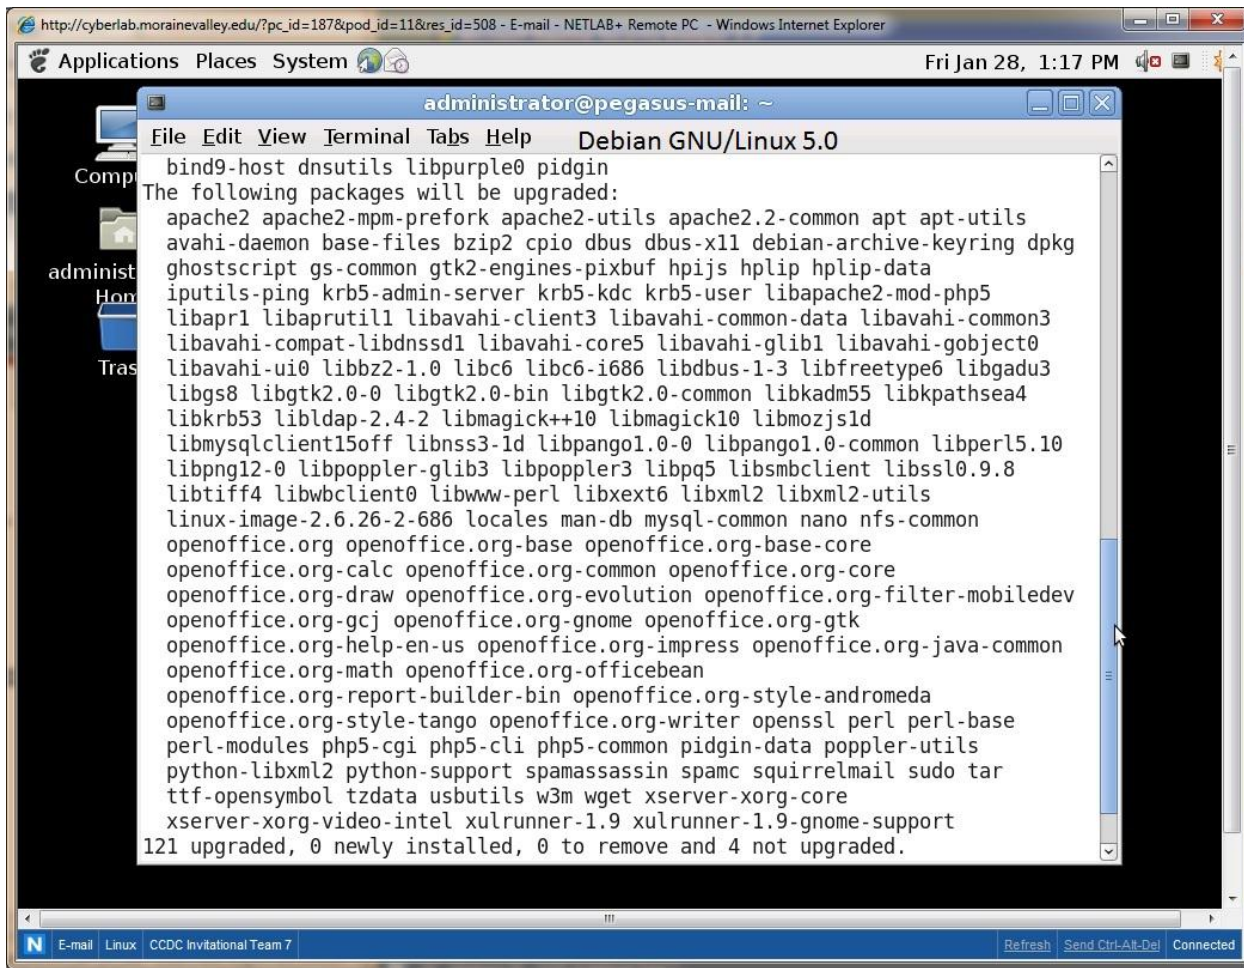 http://cyberlab.morainevalley.edu/?pc_id=187&pod_id=11&res_id=508 - E-mail - NETLAB+ Remote PC - Windows Internet Explorer
Applications Places System Fri Jan 28, 1:17 PM
administrator@pegasus-mail: ~
File Edit View Terminal Tabs Help Debian GNU/Linux 5.0
Comp
administ
Hom
Tras
bind9-host dnsutils libpurple0 pidgin
The following packages will be upgraded:
apache2 apache2-mpm-prefork apache2-utils apache2.2-common apt apt-utils
avahi-daemon base-files bzip2 cpio dbus dbus-x11 debian-archive-keyring dpkg
ghostscript gs-common gtk2-engines-pixbuf hpijs hplip hplip-data
iputils-ping krb5-admin-server krb5-kdc krb5-user libapache2-mod-php5
libapr1 libaprutil1 libavahi-client3 libavahi-common-data libavahi-common3
libavahi-compat-libdnssd1 libavahi-core5 libavahi-glib1 libavahi-gobject0
libavahi-ui0 libbz2-1.0 libc6 libc6-i686 libdbus-1-3 libfreetype6 libgadu3
libgs8 libgtk2.0-0 libgtk2.0-bin libgtk2.0-common libkadm55 libkpathsea4
libkrb53 libldap-2.4-2 libmagick++10 libmagick10 libmozjs1d
libmysqlclient15off libnss3-1d libpango1.0-0 libpango1.0-common libperl5.10
libpng12-0 libpoppler-glib3 libpoppler3 libpq5 libsmbclient libssl0.9.8
libtiff4 libwbclient0 libwww-perl libxext6 libxml2 libxml2-utils
linux-image-2.6.26-2-686 locales man-db mysql-common nano nfs-common
openoffice.org openoffice.org-base openoffice.org-base-core
openoffice.org-calc openoffice.org-common openoffice.org-core
openoffice.org-draw openoffice.org-evolution openoffice.org-filter-mobiledev
openoffice.org-gcj openoffice.org-gnome openoffice.org-gtk
openoffice.org-help-en-us openoffice.org-impress openoffice.org-java-common
openoffice.org-math openoffice.org-officebean
openoffice.org-report-builder-bin openoffice.org-style-andromeda
openoffice.org-style-tango openoffice.org-writer openssl perl perl-base
perl-modules php5-cgi php5-cli php5-common pidgin-data poppler-utils
python-libxml2 python-support spamassassin spamc squirrelmail sudo tar
ttf-opensymbol tzdata usbutils w3m wget xserver-xorg-core
xserver-xorg-video-intel xulrunner-1.9 xulrunner-1.9-gnome-support
121 upgraded, 0 newly installed, 0 to remove and 4 not upgraded.
N E-mail Linux CCDC Invitational Team 7 Refresh Send Ctrl-Alt-Del Connected